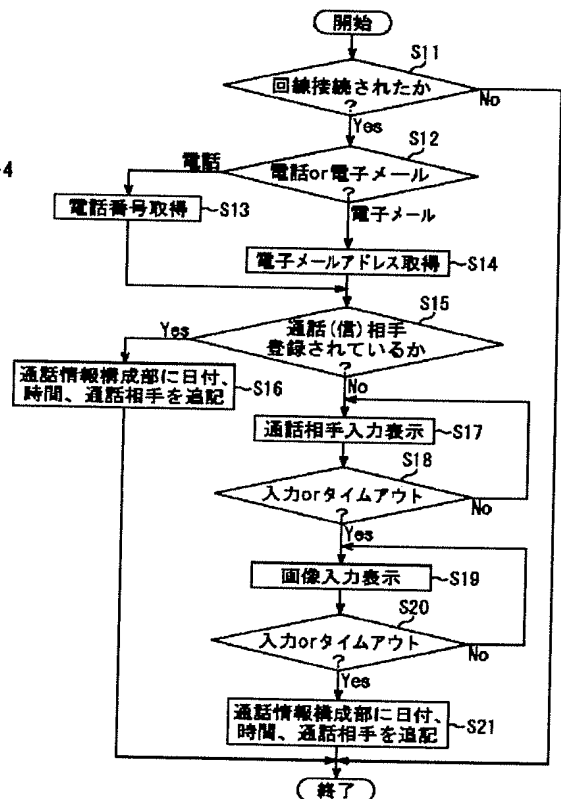 開始
S11
回線接続されたか
?
No
Yes
S12
電話
電話or電子メール
?
-4
電話番号取得
S13
電子メール
電子メールアドレス取得
S14
S15
Yes
通話(信)相手
登録されているか
?
No
通話情報構成部に日付、
時間、通話相手を追記
S16
通話相手入力表示
S17
S18
入力orタイムアウト
?
No
Yes
画像入力表示
S19
S20
入力orタイムアウト
?
No
Yes
通話情報構成部に日付、
時間、通話相手を追記
S21
終了